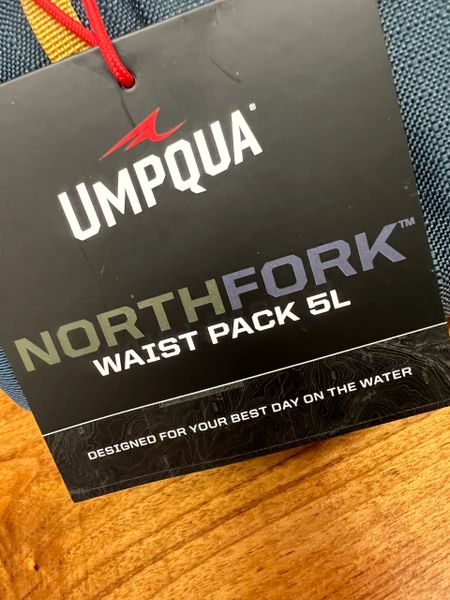 UMPQUA
NORTHFORK™
WAIST PACK 5L
DESIGNED FOR YOUR BEST DAY ON THE WATER